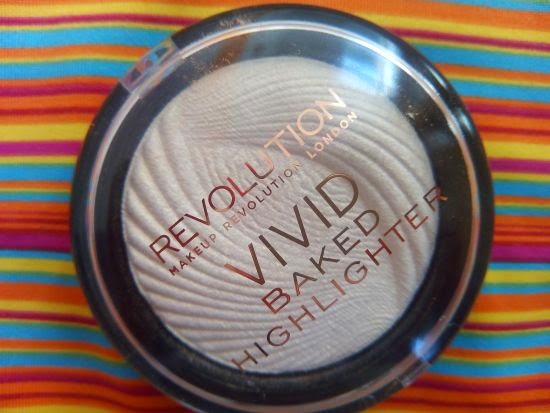 REVOLUTION
MAKEUP REVOLUTION LONDON
VIVID
BAKED
HIGHLIGHTER